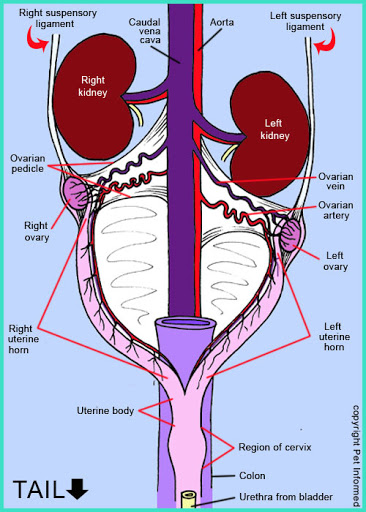 Right suspensory
ligament
Caudal
vena
cava
Aorta
Left suspensory
ligament
Right
kidney
Left
kidney
Ovarian
pedicle
Ovarian
vein
Ovarian
artery
Right
ovary
Left
ovary
Right
uterine
horn
Left
uterine
horn
Uterine body
Region of cervix
Colon
Urethra from bladder
TAIL
copyright Pet Informed